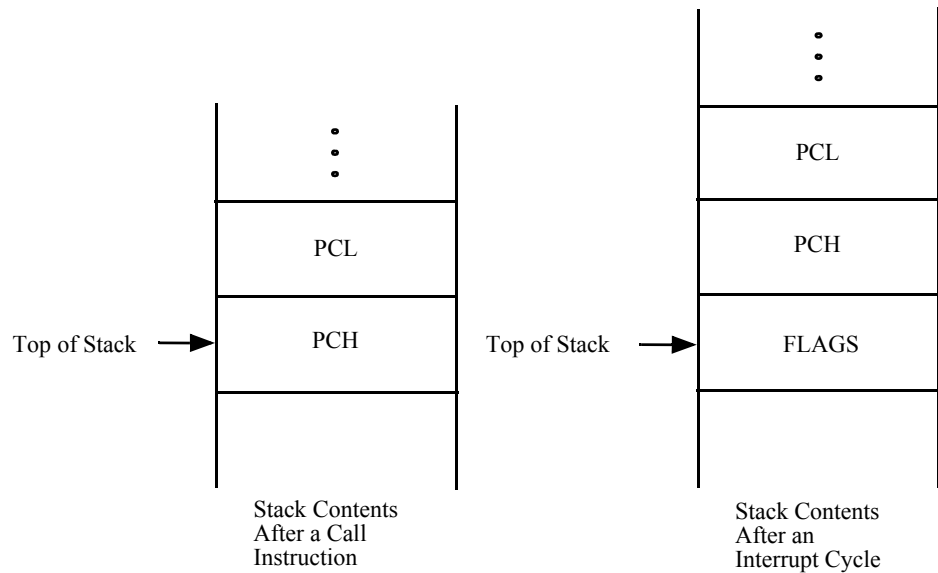 PCL
PCH
Top of Stack
Stack Contents
After a Call
Instruction
PCL
PCH
Top of Stack
FLAGS
Stack Contents
After an
Interrupt Cycle